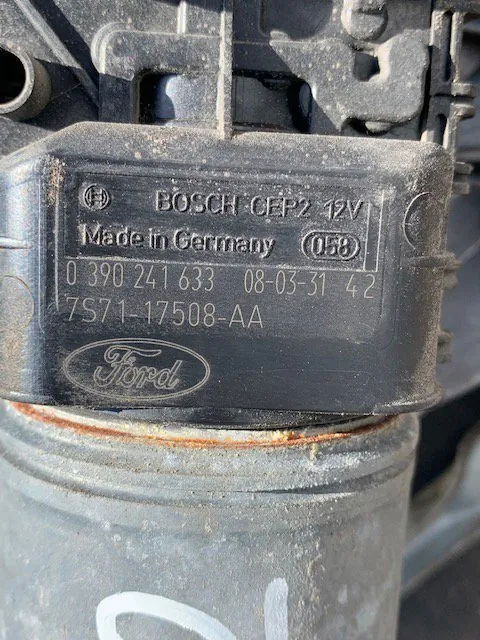 BOSCH CEP2 12V
Made in Germany 058
0 390 241 633 08-03-31 42
7S71-17508-AA
Ford